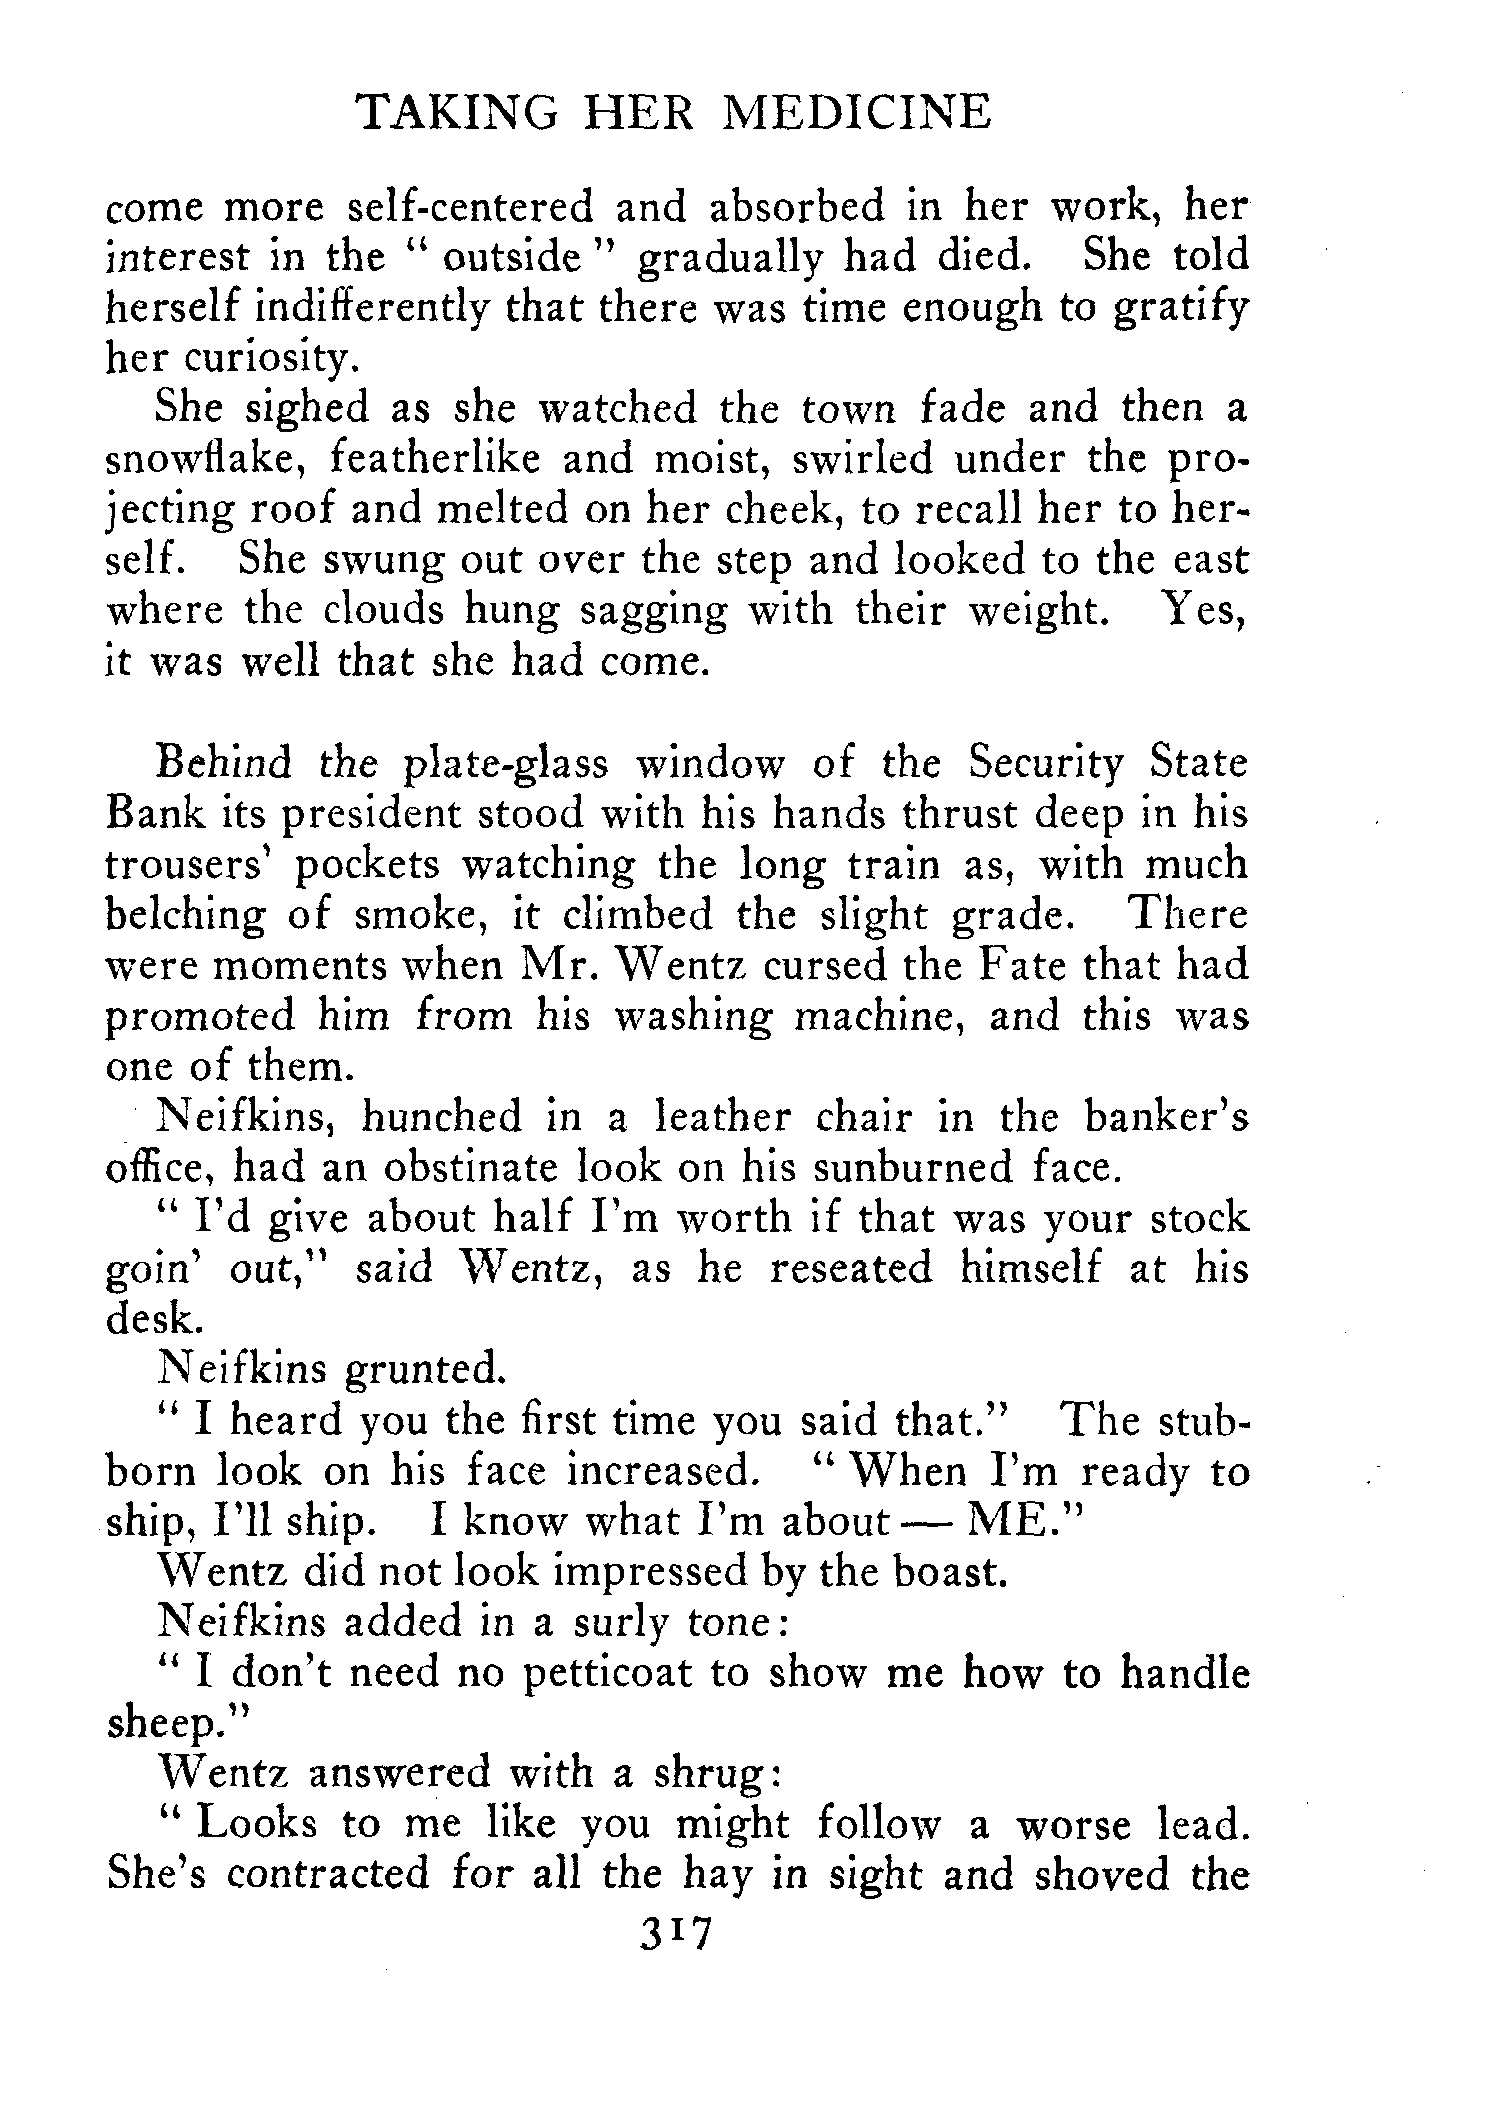 TAKING HER MEDICINE
come more self-centered and absorbed in her work, her
interest in the " outside " gradually had died. She told
herself indifferently that there was time enough to gratify
her curiosity.
She sighed as she watched the town fade and then a
snowflake, featherlike and moist, swirled under the pro-
jecting roof and melted on her cheek, to recall her to her-
self. She swung out over the step and looked to the east
where the clouds hung sagging with their weight. Yes,
it was well that she had come.
Behind the plate-glass window of the Security State
Bank its president stood with his hands thrust deep in his
trousers' pockets watching the long train as, with much
belching of smoke, it climbed the slight grade. There
were moments when Mr. Wentz cursed the Fate that had
promoted him from his washing machine, and this was
one of them.
Neifkins, hunched in a leather chair in the banker's
office, had an obstinate look on his sunburned face.
" I'd give about half I'm worth if that was your stock
goin' out," said Wentz, as he reseated himself at his
desk.
Neifkins grunted.
" I heard you the first time you said that." The stub-
born look on his face increased. " When I'm ready to
ship, I'll ship. I know what I'm about — ME."
Wentz did not look impressed by the boast.
Neifkins added in a surly tone:
" I don't need no petticoat to show me how to handle
sheep."
Wentz answered with a shrug:
" Looks to me like you might follow a worse lead.
She's contracted for all the hay in sight and shoved the
317